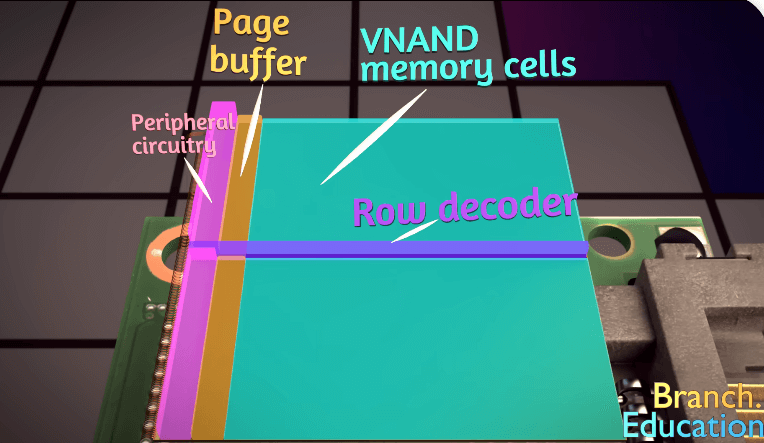 Page
buffer
VNAND
memory cells
Peripheral
circuitry
Row decoder
Branch.
Education